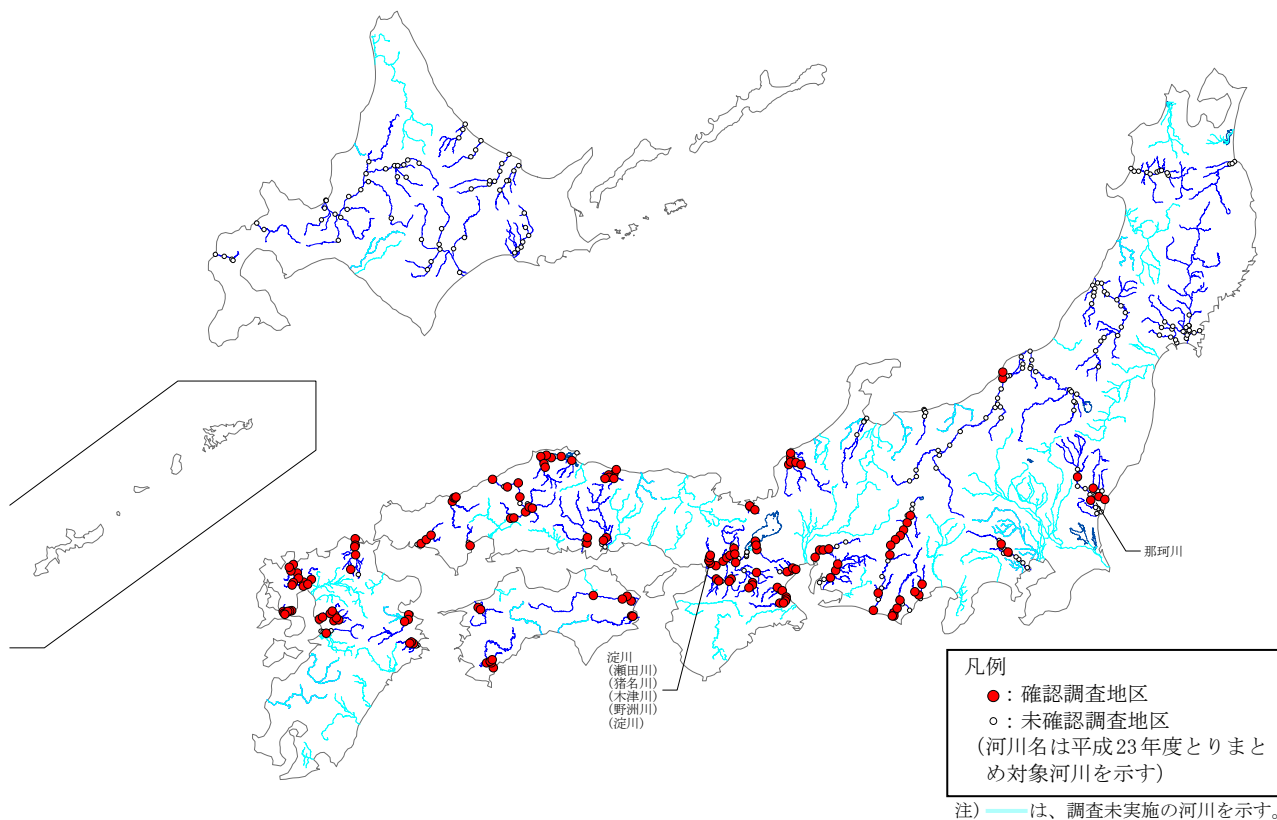 那珂川
淀川
(瀬田川)
(猪名川)
(木津川)
(野洲川)
(淀川)
凡例
●：確認調査地区
○：未確認調査地区
(河川名は平成23年度とりまと
め対象河川を示す)
注) は、調査未実施の河川を示す。